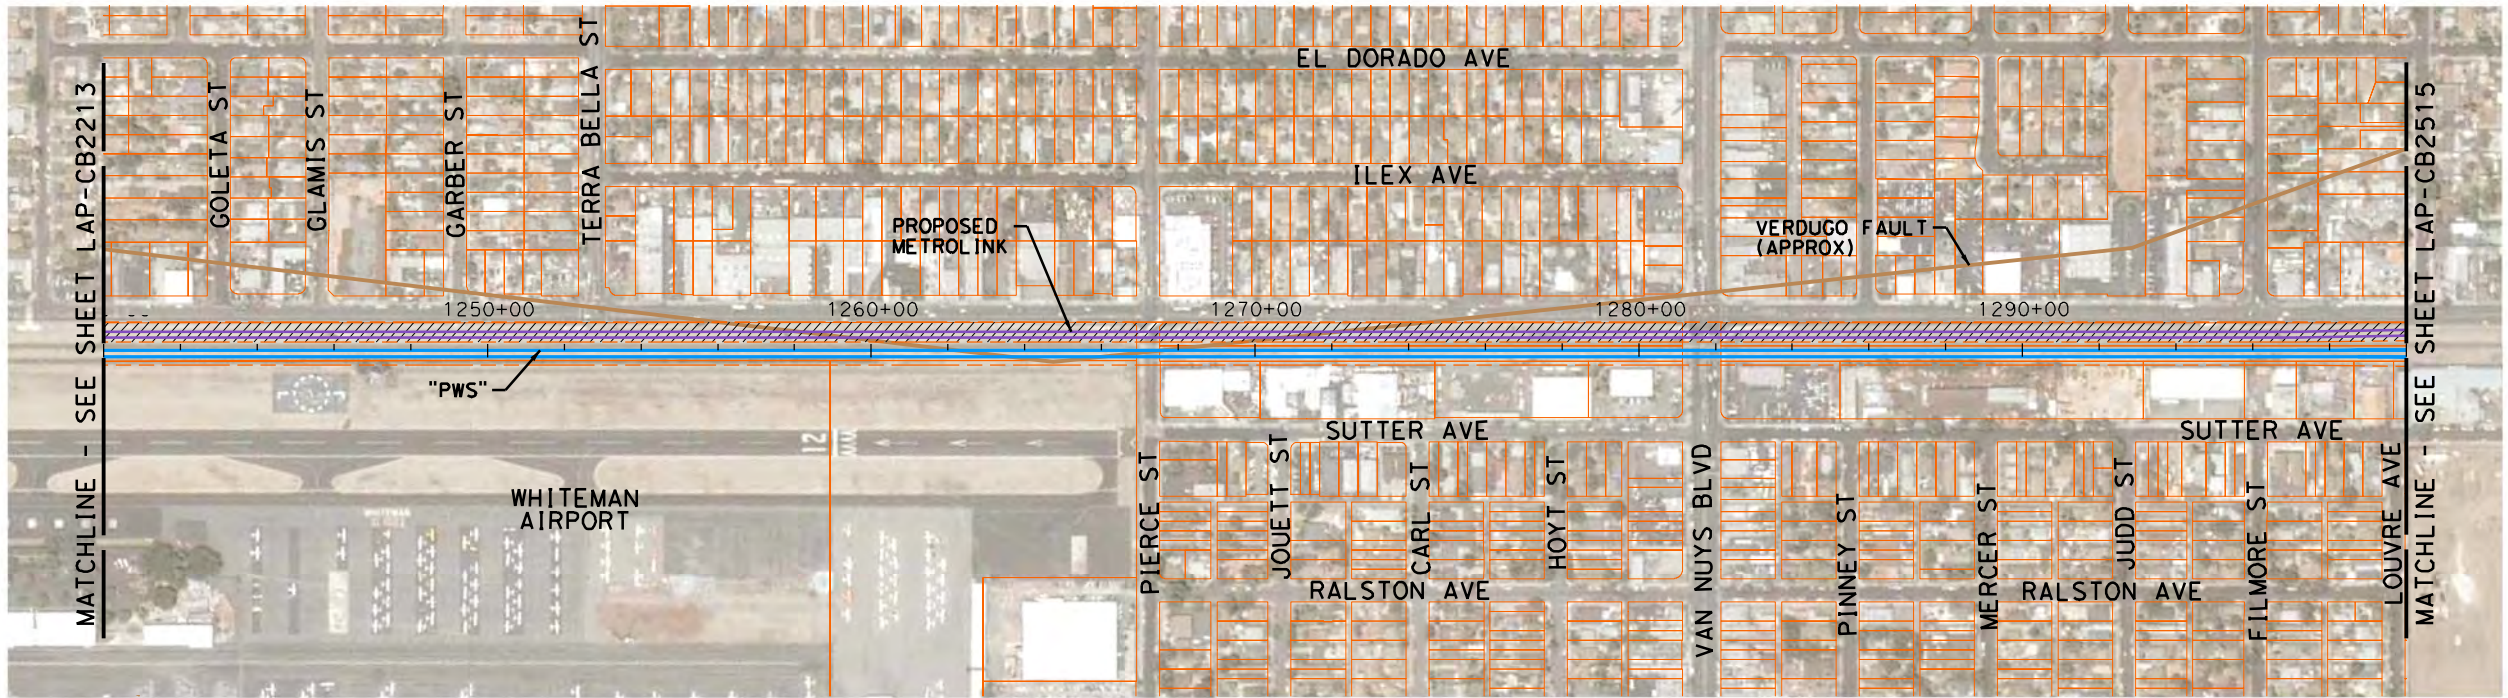 EL DORADO AVE
MATCHLINE - SEE SHEET LAP-CB2213
GOLETA ST
GLAMIS ST
GARBER ST
TERRA BELLA ST
ILEX AVE
PROPOSED
METROLINK
VERDUGO FAULT
(APPROX)
1250+00
1260+00
1270+00
1280+00
1290+00
"PWS"
12
WHITEMAN
AIRPORT
WHITEMAN
SUTTER AVE
SUTTER AVE
PIERCE ST
JOUETT ST
CARL ST
HOYT ST
VAN NUYS BLVD
PINNEY ST
MERCER ST
JUDD ST
FILMORE ST
LOUVRE AVE
RALSTON AVE
RALSTON AVE
MATCHLINE - SEE SHEET LAP-CB2515